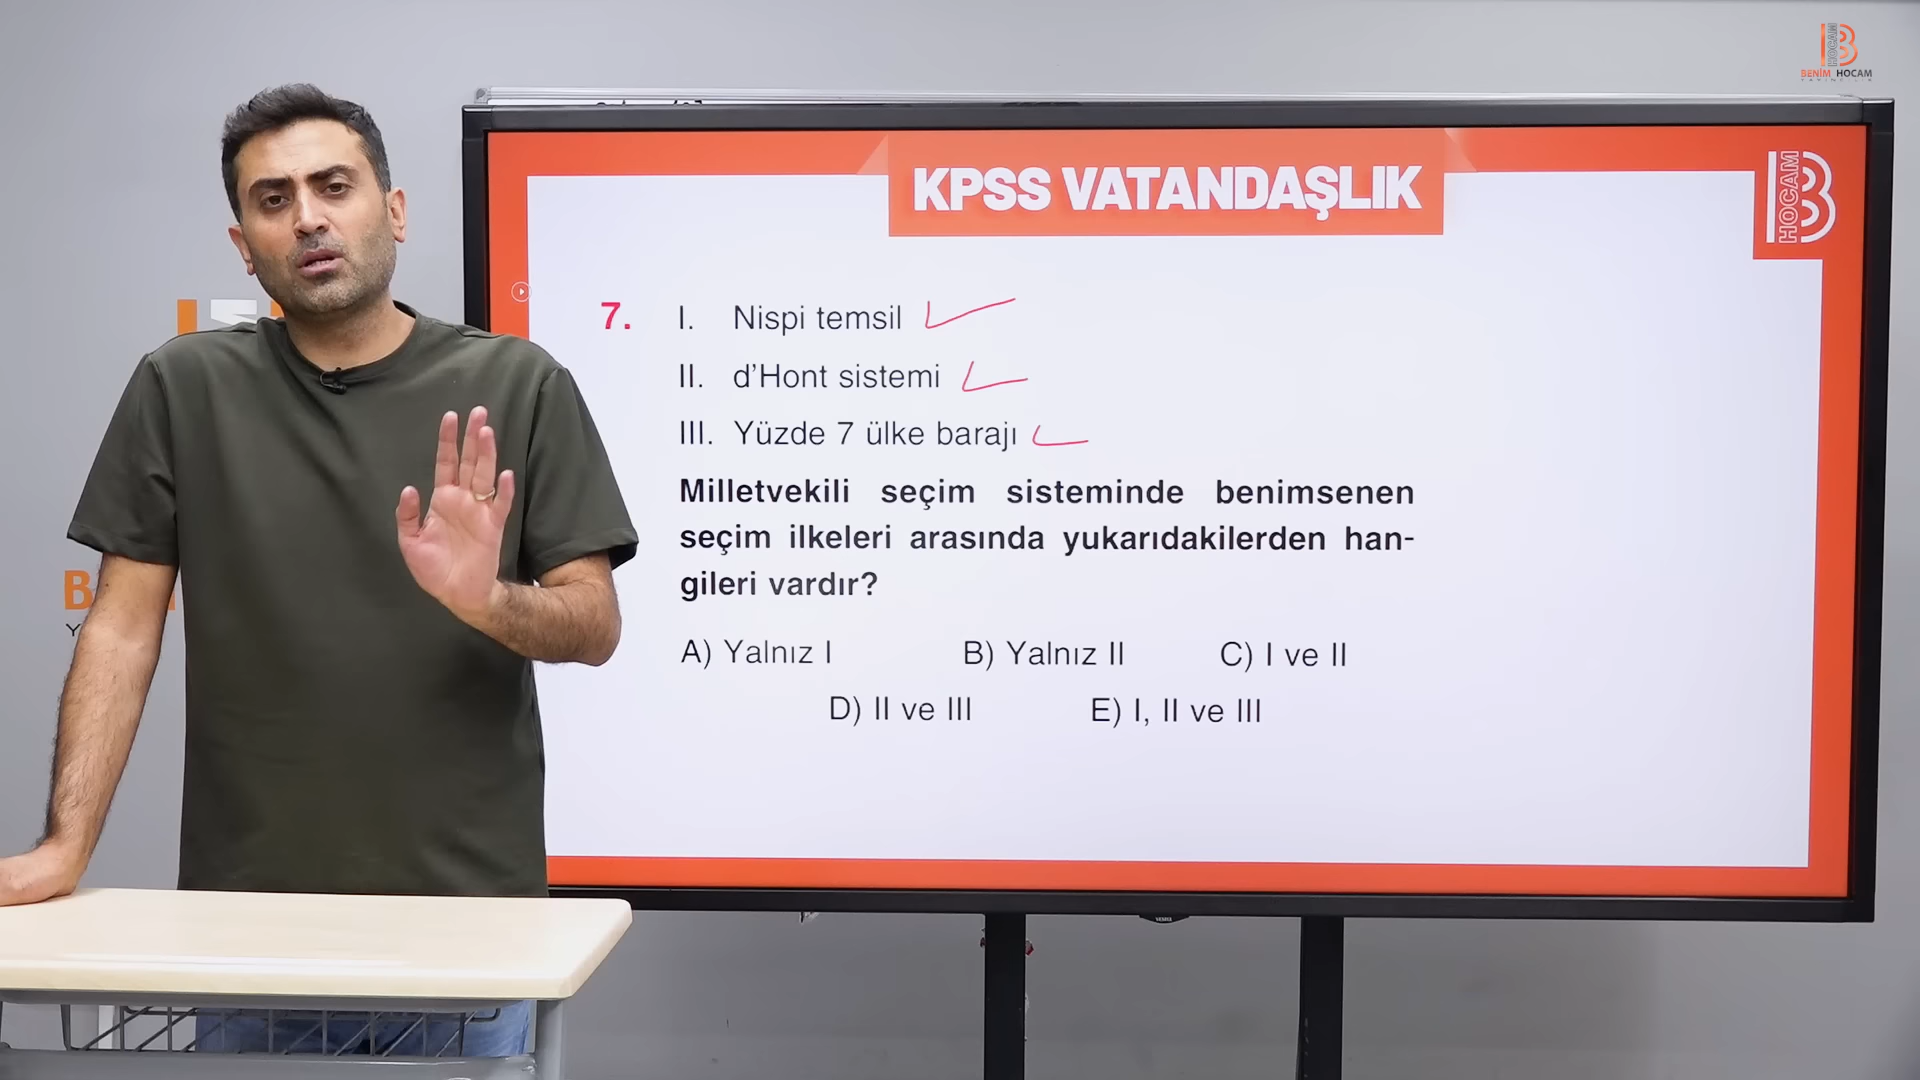 HOCAM
B
BENİM HOCAM
YAYINCILIK
KPSS VATANDAŞLIK
HOCAM
B
7. I. Nispi temsil
II. d'Hont sistemi
III. Yüzde 7 ülke barajı
Milletvekili seçim sisteminde benimsenen
seçim ilkeleri arasında yukarıdakilerden han-
gileri vardır?
A) Yalnız I B) Yalnız II C) I ve II
D) II ve III E) I, II ve III